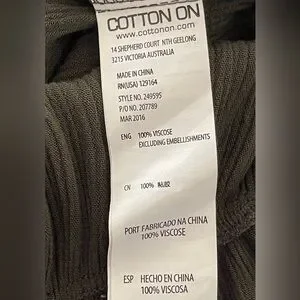 COTTON ON
www.cottonon.com
14 SHEPHERD COURT NTH GEELONG
3215 VICTORIA AUSTRALIA
MADE IN CHINA
RN(USA) 129164
STYLE NO. 249595
P/O NO. 207789
MAR 2016
ENG 100% VISCOSE
EXCLUDING EMBELLISHMENTS
CN 100% 粘胶
PORT FABRICADO NA CHINA
100% VISCOSE
ESP HECHO EN CHINA
100% VISCOSA